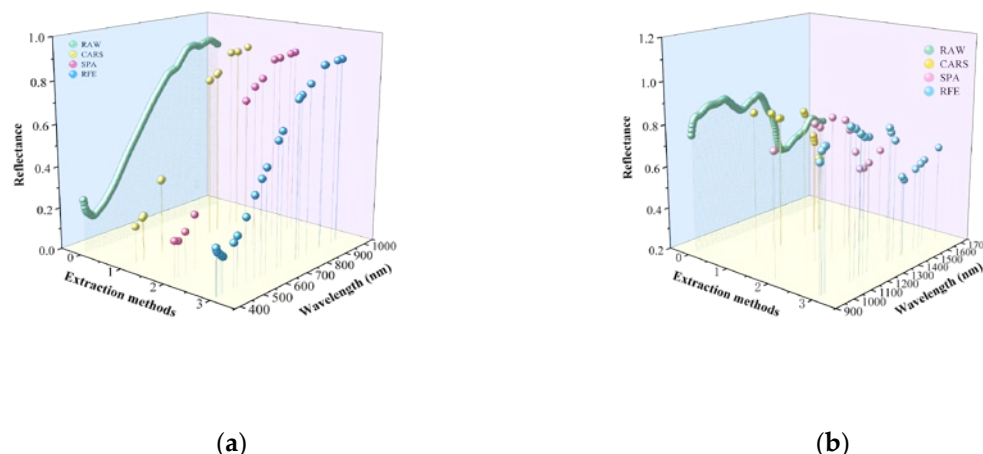 1.0
0.8
0.6
0.4
0.2
0.0
Reflectance
RAW
CARS
SPA
RFE
0
1
2
3
Extraction methods
400
500
600
700
800
900
1000
Wavelength (nm)
(a)
1.2
1.0
0.8
0.6
0.4
0.2
Reflectance
RAW
CARS
SPA
RFE
0
1
2
3
Extraction methods
900
1000
1100
1200
1300
1400
1500
1600
Wavelength (nm)
(b)